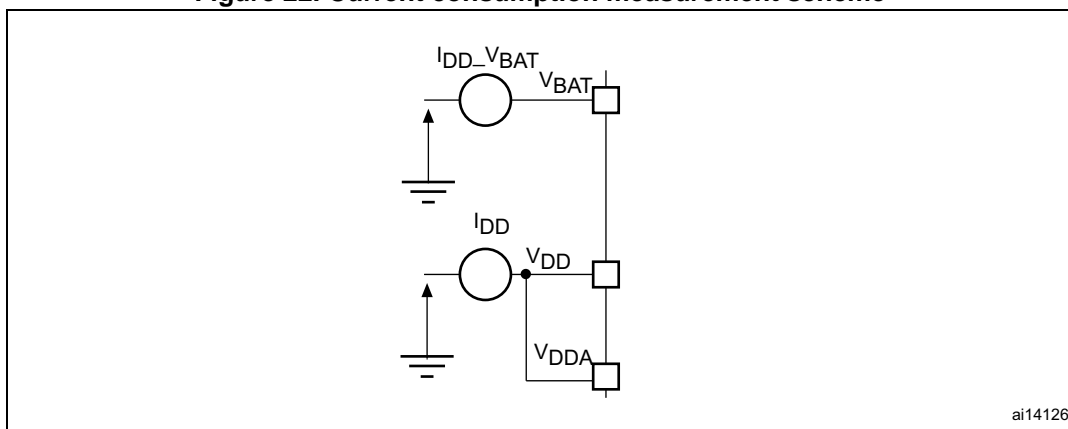 Figure 22. Current consumption measurement scheme
IDD_VBAT
VBAT
IDD
VDD
VDDA
ai14126